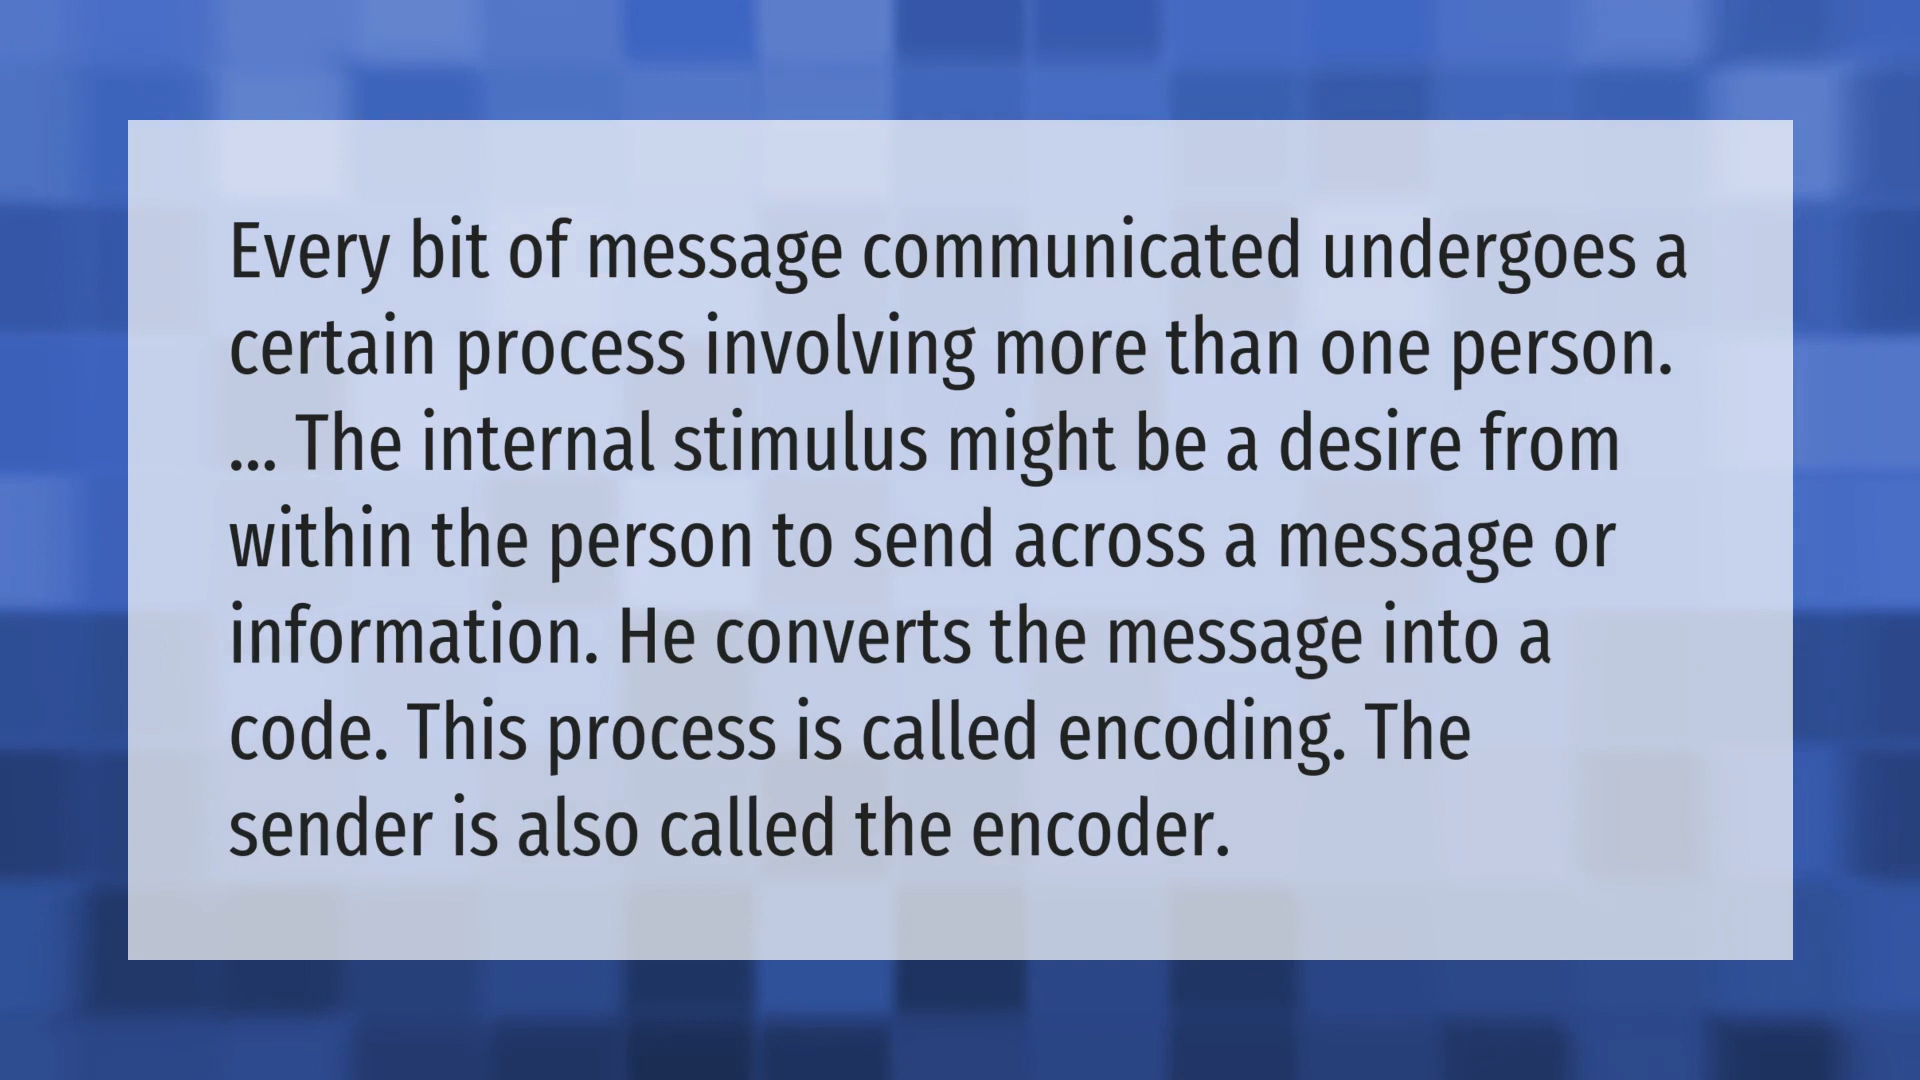 Every bit of message communicated undergoes a
certain process involving more than one person.
... The internal stimulus might be a desire from
within the person to send across a message or
information. He converts the message into a
code. This process is called encoding. The
sender is also called the encoder.